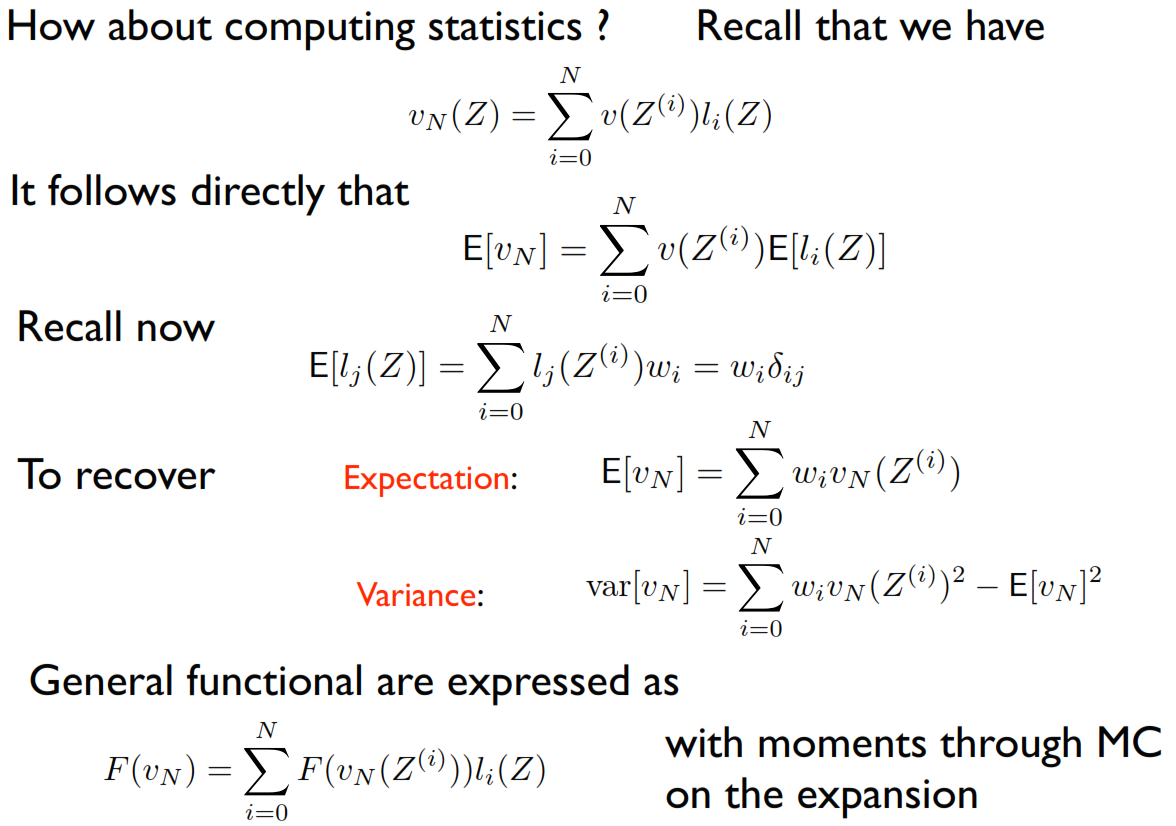 How about computing statistics ? Recall that we have
$v_N(Z) = \sum_{i=0}^{N} v(Z^{(i)}) l_i(Z)$
It follows directly that
$\mathsf{E}[v_N] = \sum_{i=0}^{N} v(Z^{(i)}) \mathsf{E}[l_i(Z)]$
Recall now
$\mathsf{E}[l_j(Z)] = \sum_{i=0}^{N} l_j(Z^{(i)}) w_i = w_i \delta_{ij}$
To recover Expectation: $\mathsf{E}[v_N] = \sum_{i=0}^{N} w_i v_N(Z^{(i)})$
Variance: $\mathrm{var}[v_N] = \sum_{i=0}^{N} w_i v_N(Z^{(i)})^2 - \mathsf{E}[v_N]^2$
General functional are expressed as
$F(v_N) = \sum_{i=0}^{N} F(v_N(Z^{(i)})) l_i(Z)$
with moments through MC
on the expansion